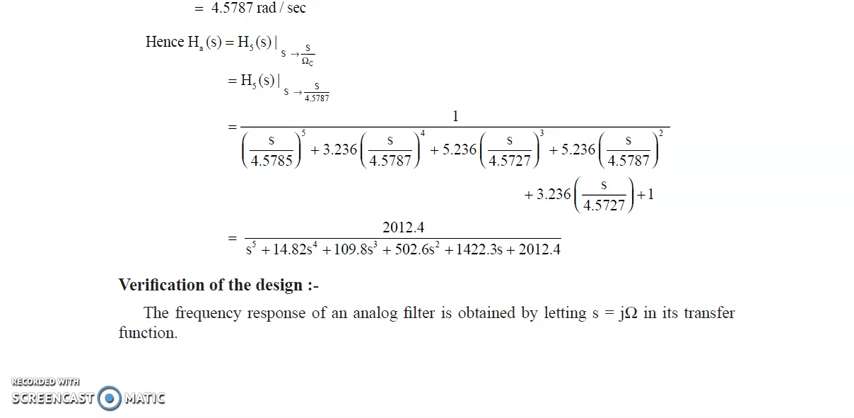 = 4.5787 rad / sec
Hence Hₐ(s) = H₅(s)| s → s/Ω_C
= H₅(s)| s → s/4.5787
= 1 / (s/4.5785)⁵ + 3.236(s/4.5787)⁴ + 5.236(s/4.5727)³ + 5.236(s/4.5787)²
+ 3.236(s/4.5727) + 1
= 2012.4 / s⁵ + 14.82s⁴ + 109.8s³ + 502.6s² + 1422.3s + 2012.4
Verification of the design :-
The frequency response of an analog filter is obtained by letting s = jΩ in its transfer
function.
RECORDED WITH
SCREENCAST MATIC